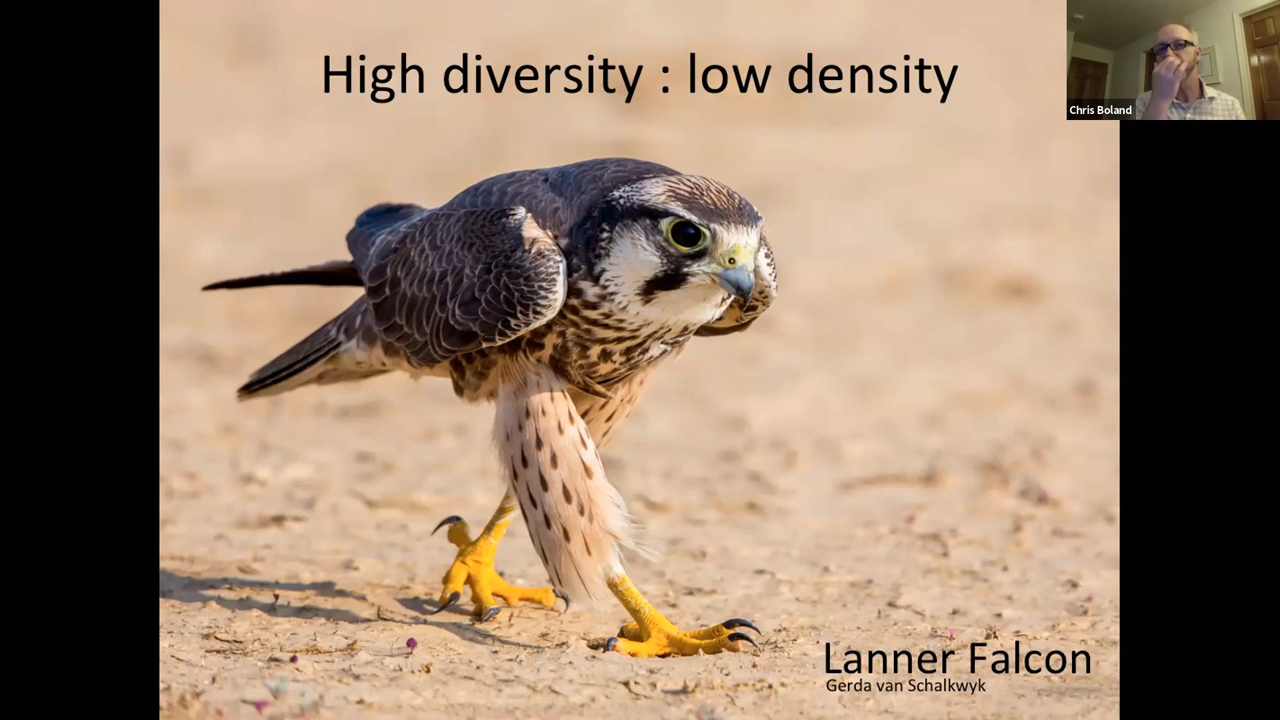 High diversity : low density
Chris Boland
Lanner Falcon
Gerda van Schalkwyk